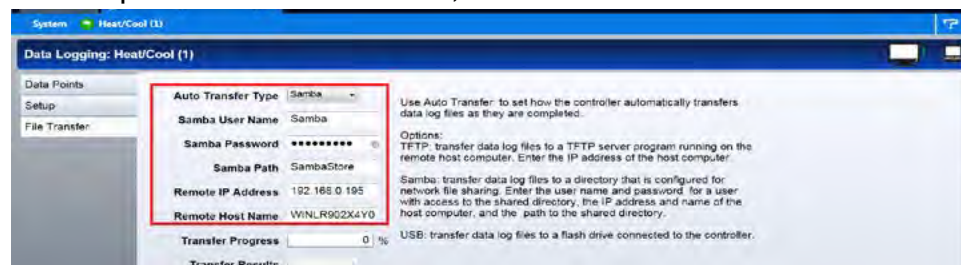 System Heat/Cool (1)
Data Logging: Heat/Cool (1)
Data Points
Setup
File Transfer
Auto Transfer Type Samba
Samba User Name Samba
Samba Password •••••••••
Samba Path SambaStore
Remote IP Address 192.168.0.195
Remote Host Name WINLR902X4Y0
Transfer Progress 0 %
Transfer Results
Use Auto Transfer to set how the controller automatically transfers
data log files as they are completed.
Options:
TFTP: transfer data log files to a TFTP server program running on the
remote host computer. Enter the IP address of the host computer.
Samba: transfer data log files to a directory that is configured for
network file sharing. Enter the user name and password for a user
with access to the shared directory, the IP address and name of the
host computer, and the path to the shared directory.
USB: transfer data log files to a flash drive connected to the controller.